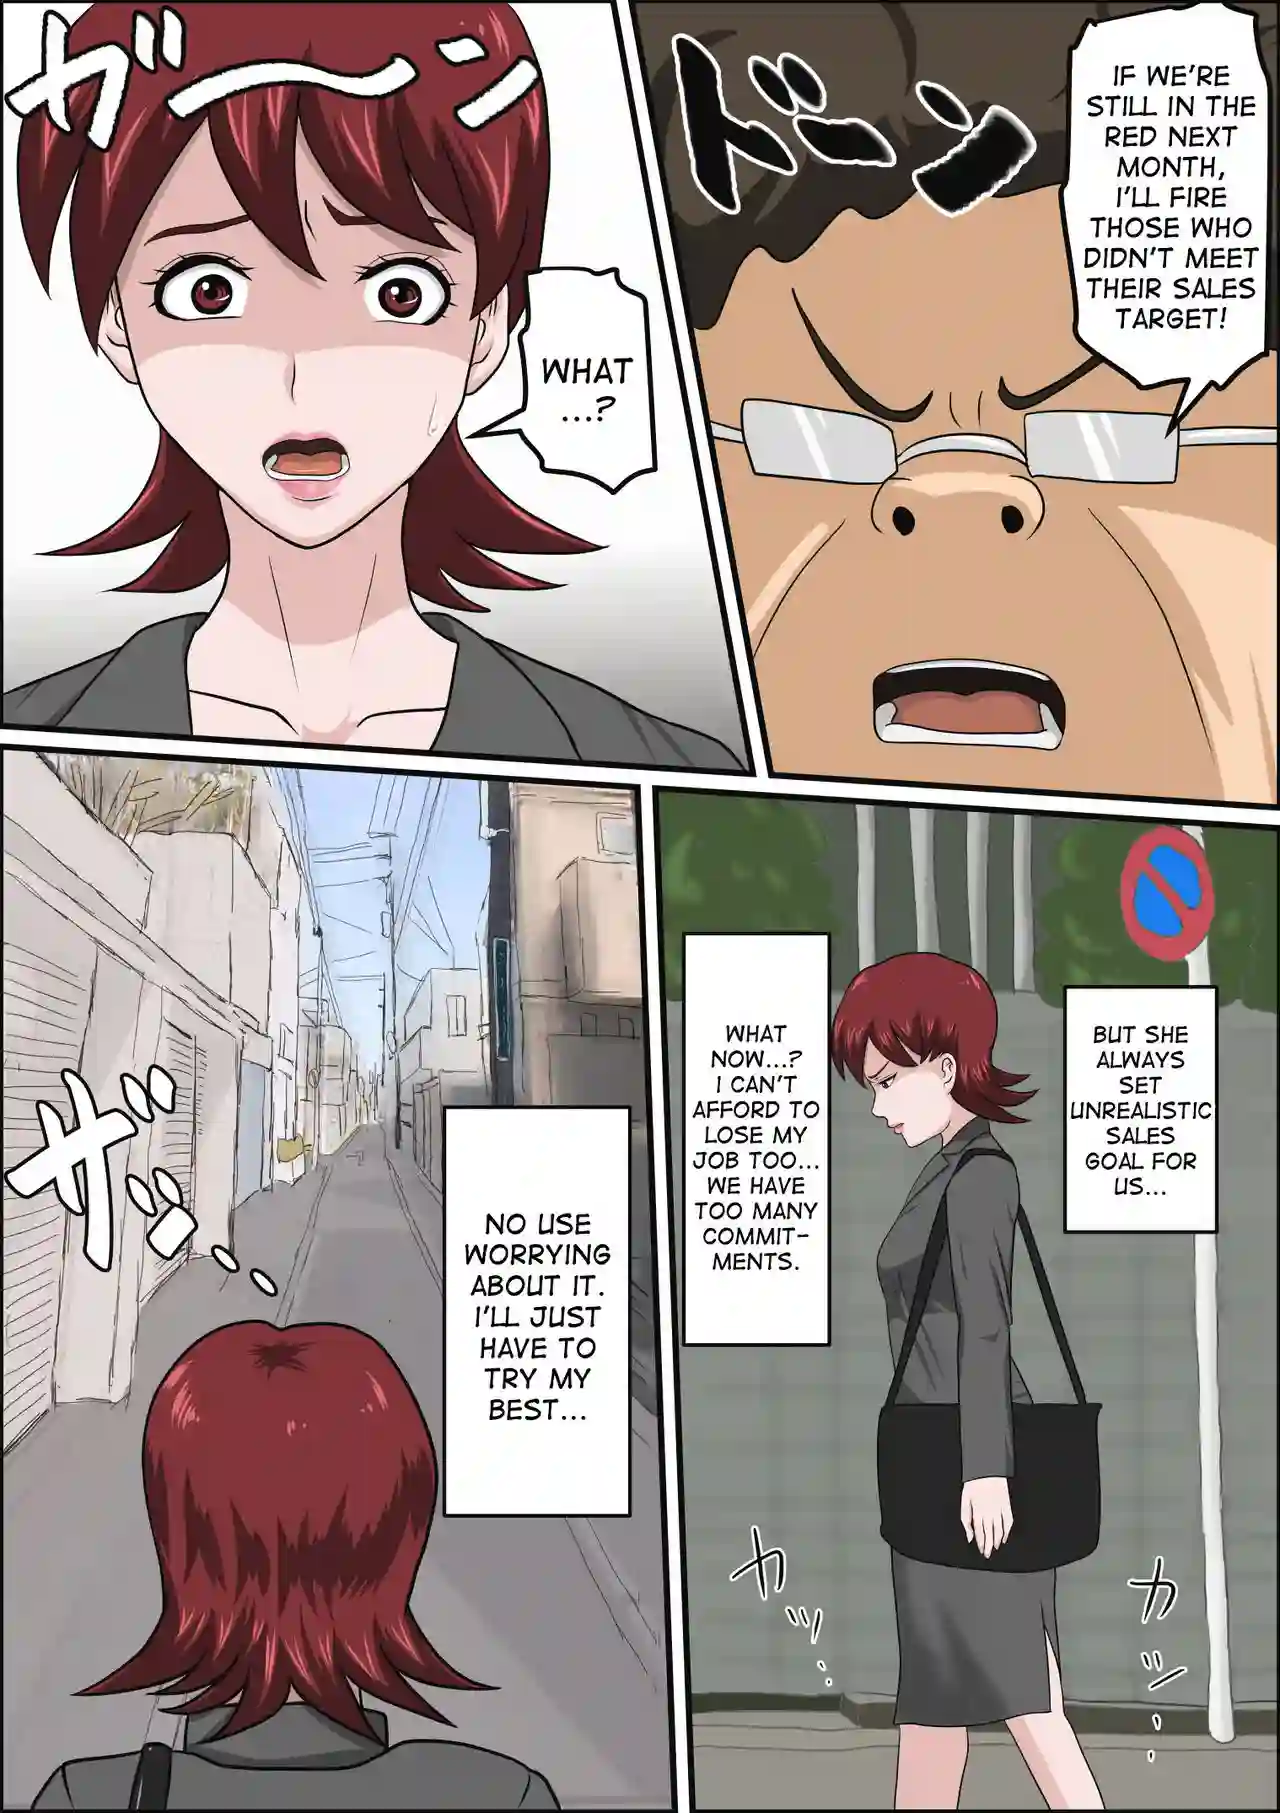 ドーン
IF WE'RE
STILL IN THE
RED NEXT
MONTH,
I'LL FIRE
THOSE WHO
DIDN'T MEET
THEIR SALES
TARGET!
ガーン
WHAT
...?
BUT SHE
ALWAYS
SET
UNREALISTIC
SALES
GOAL FOR
US...
WHAT
NOW...?
I CAN'T
AFFORD TO
LOSE MY
JOB TOO...
WE HAVE
TOO MANY
COMMIT-
MENTS.
カッ
カッ
NO USE
WORRYING
ABOUT IT.
I'LL JUST
HAVE TO
TRY MY
BEST...
ザッ